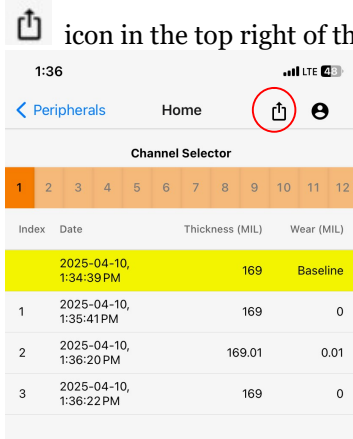 icon in the top right of th
1:36 LTE 48
Peripherals Home
Channel Selector
1 2 3 4 5 6 7 8 9 10 11 12
Index Date Thickness (MIL) Wear (MIL)
2025-04-10,
1:34:39 PM 169 Baseline
1 2025-04-10,
1:35:41 PM 169 0
2 2025-04-10,
1:36:20 PM 169.01 0.01
3 2025-04-10,
1:36:22 PM 169 0